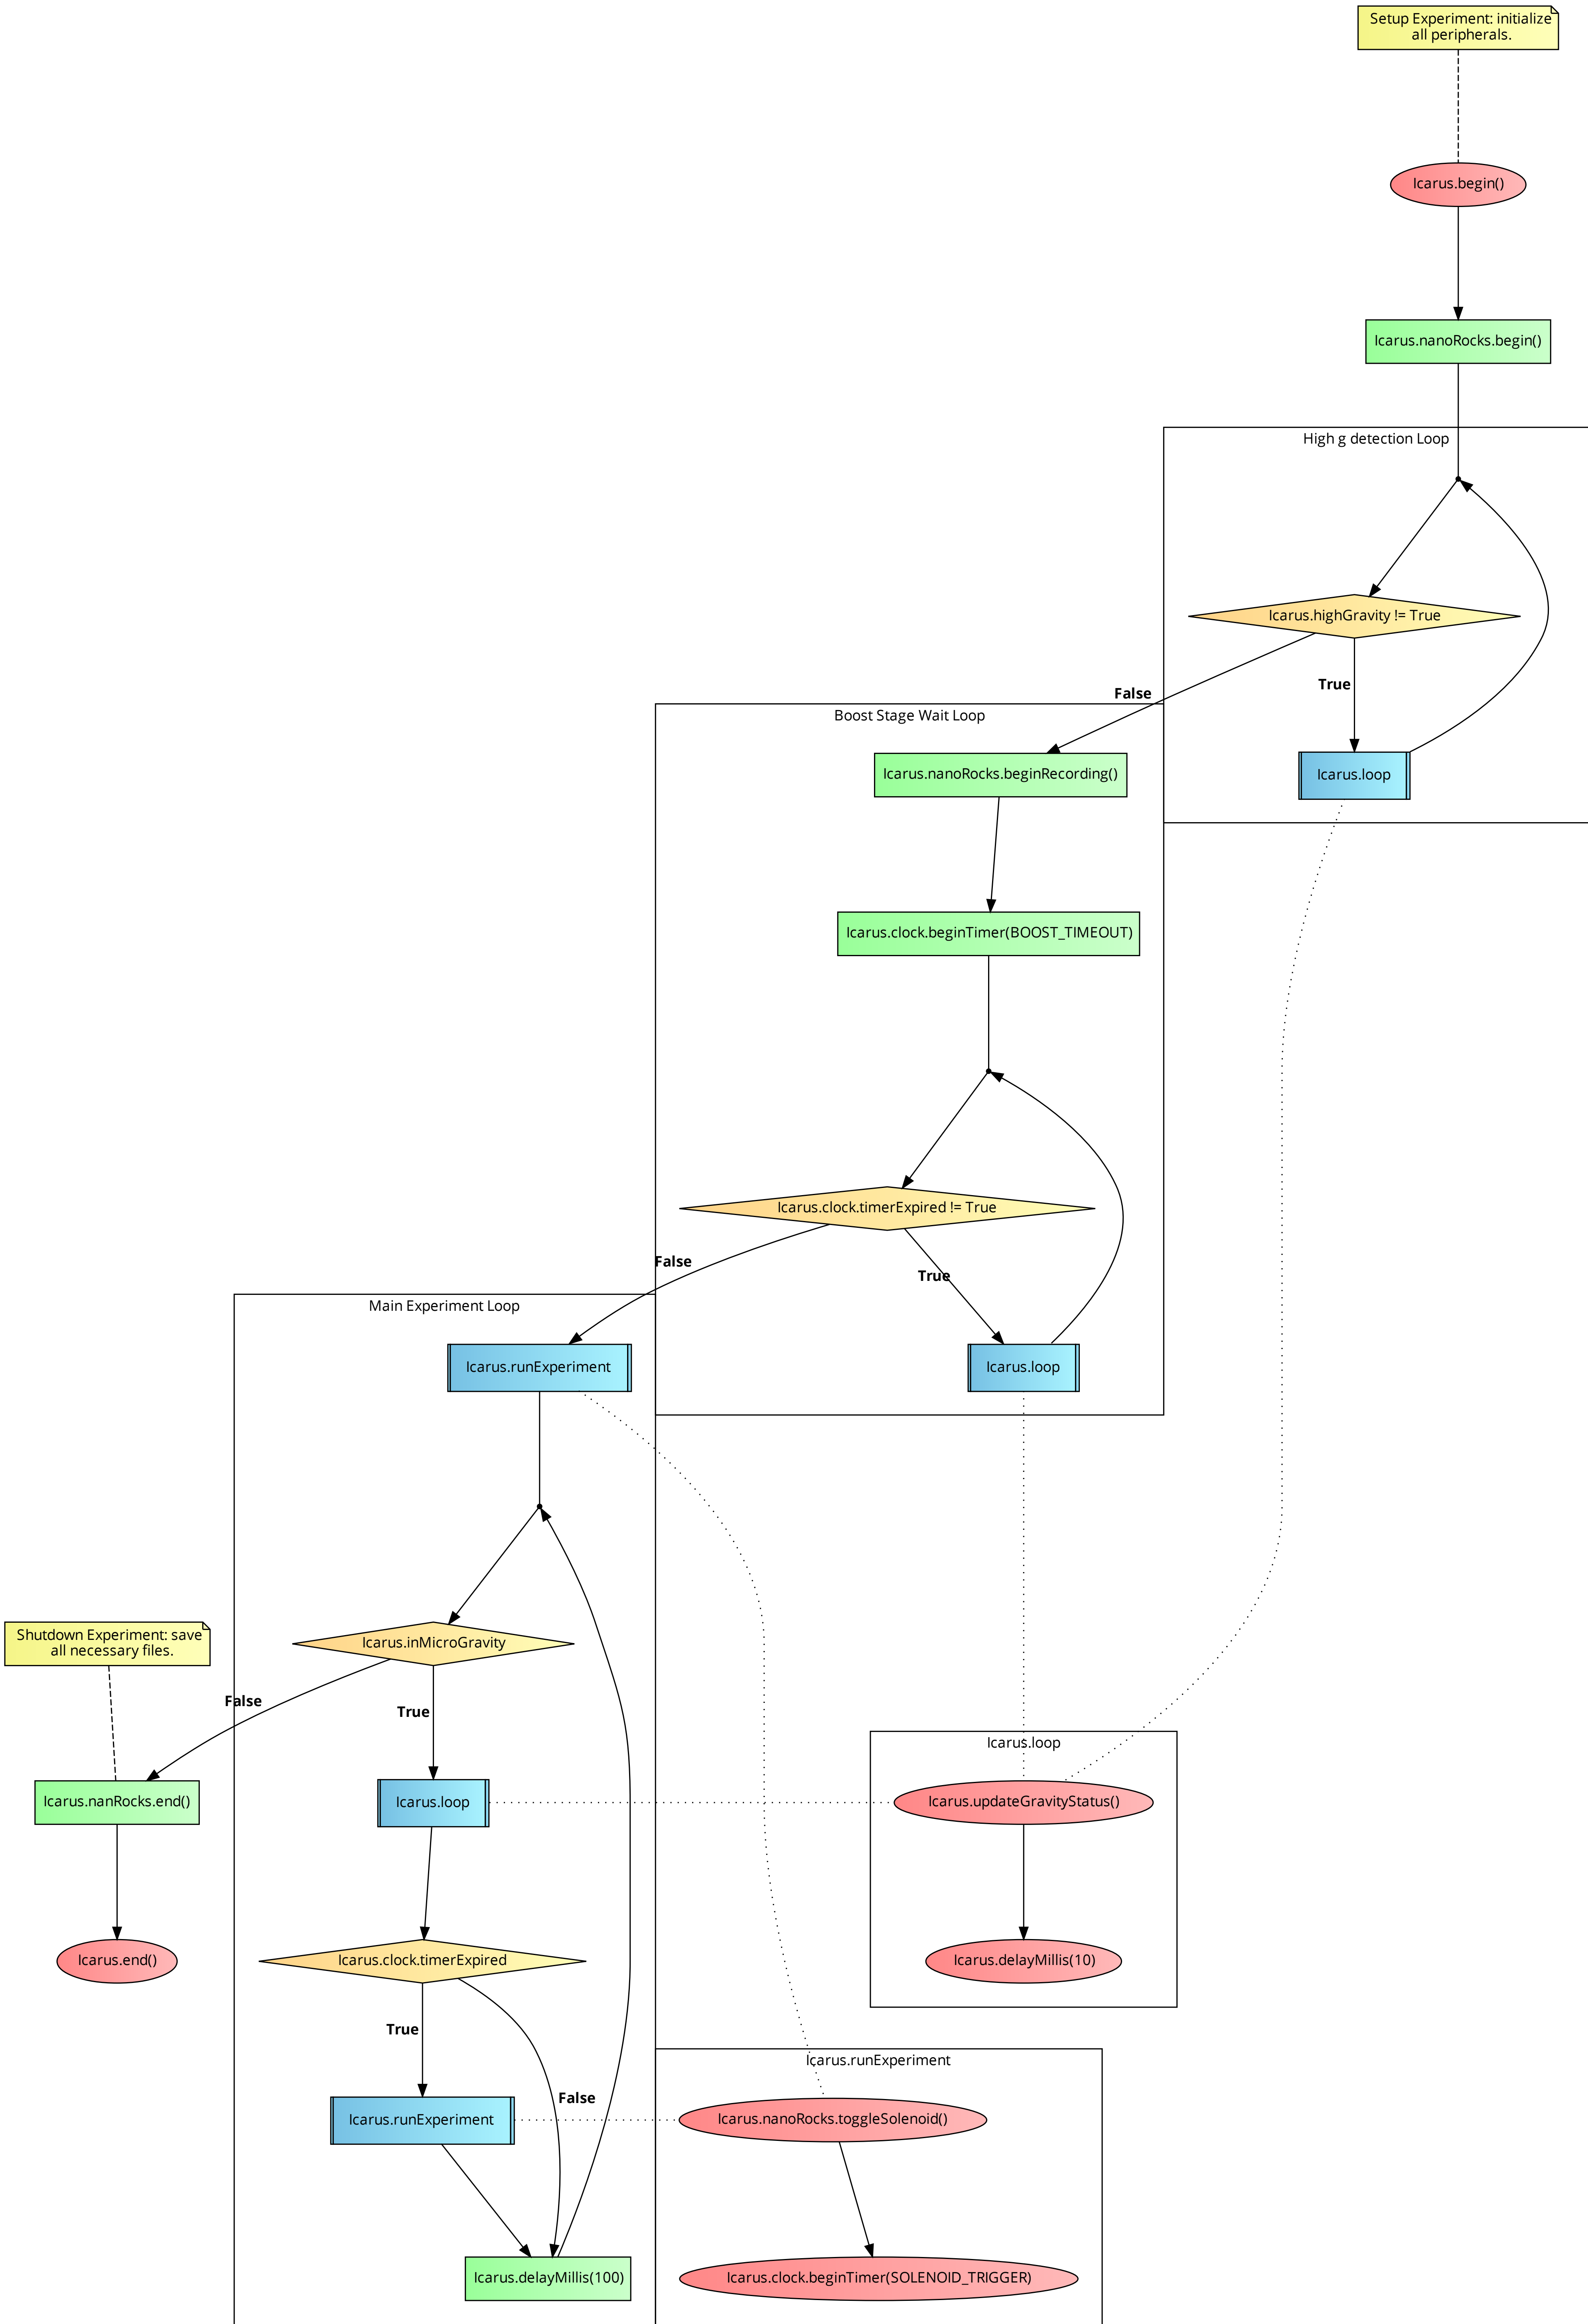 Setup Experiment: initialize
all peripherals.
Icarus.begin()
Icarus.nanoRocks.begin()
High g detection Loop
Icarus.highGravity != True
False
True
Icarus.loop
Boost Stage Wait Loop
Icarus.nanoRocks.beginRecording()
Icarus.clock.beginTimer(BOOST_TIMEOUT)
Icarus.clock.timerExpired != True
False
True
Icarus.loop
Main Experiment Loop
Icarus.runExperiment
Icarus.inMicroGravity
False
True
Shutdown Experiment: save
all necessary files.
Icarus.nanRocks.end()
Icarus.end()
Icarus.loop
Icarus.clock.timerExpired
True
False
Icarus.runExperiment
Icarus.delayMillis(100)
Icarus.loop
Icarus.updateGravityStatus()
Icarus.delayMillis(10)
Icarus.runExperiment
Icarus.nanoRocks.toggleSolenoid()
Icarus.clock.beginTimer(SOLENOID_TRIGGER)